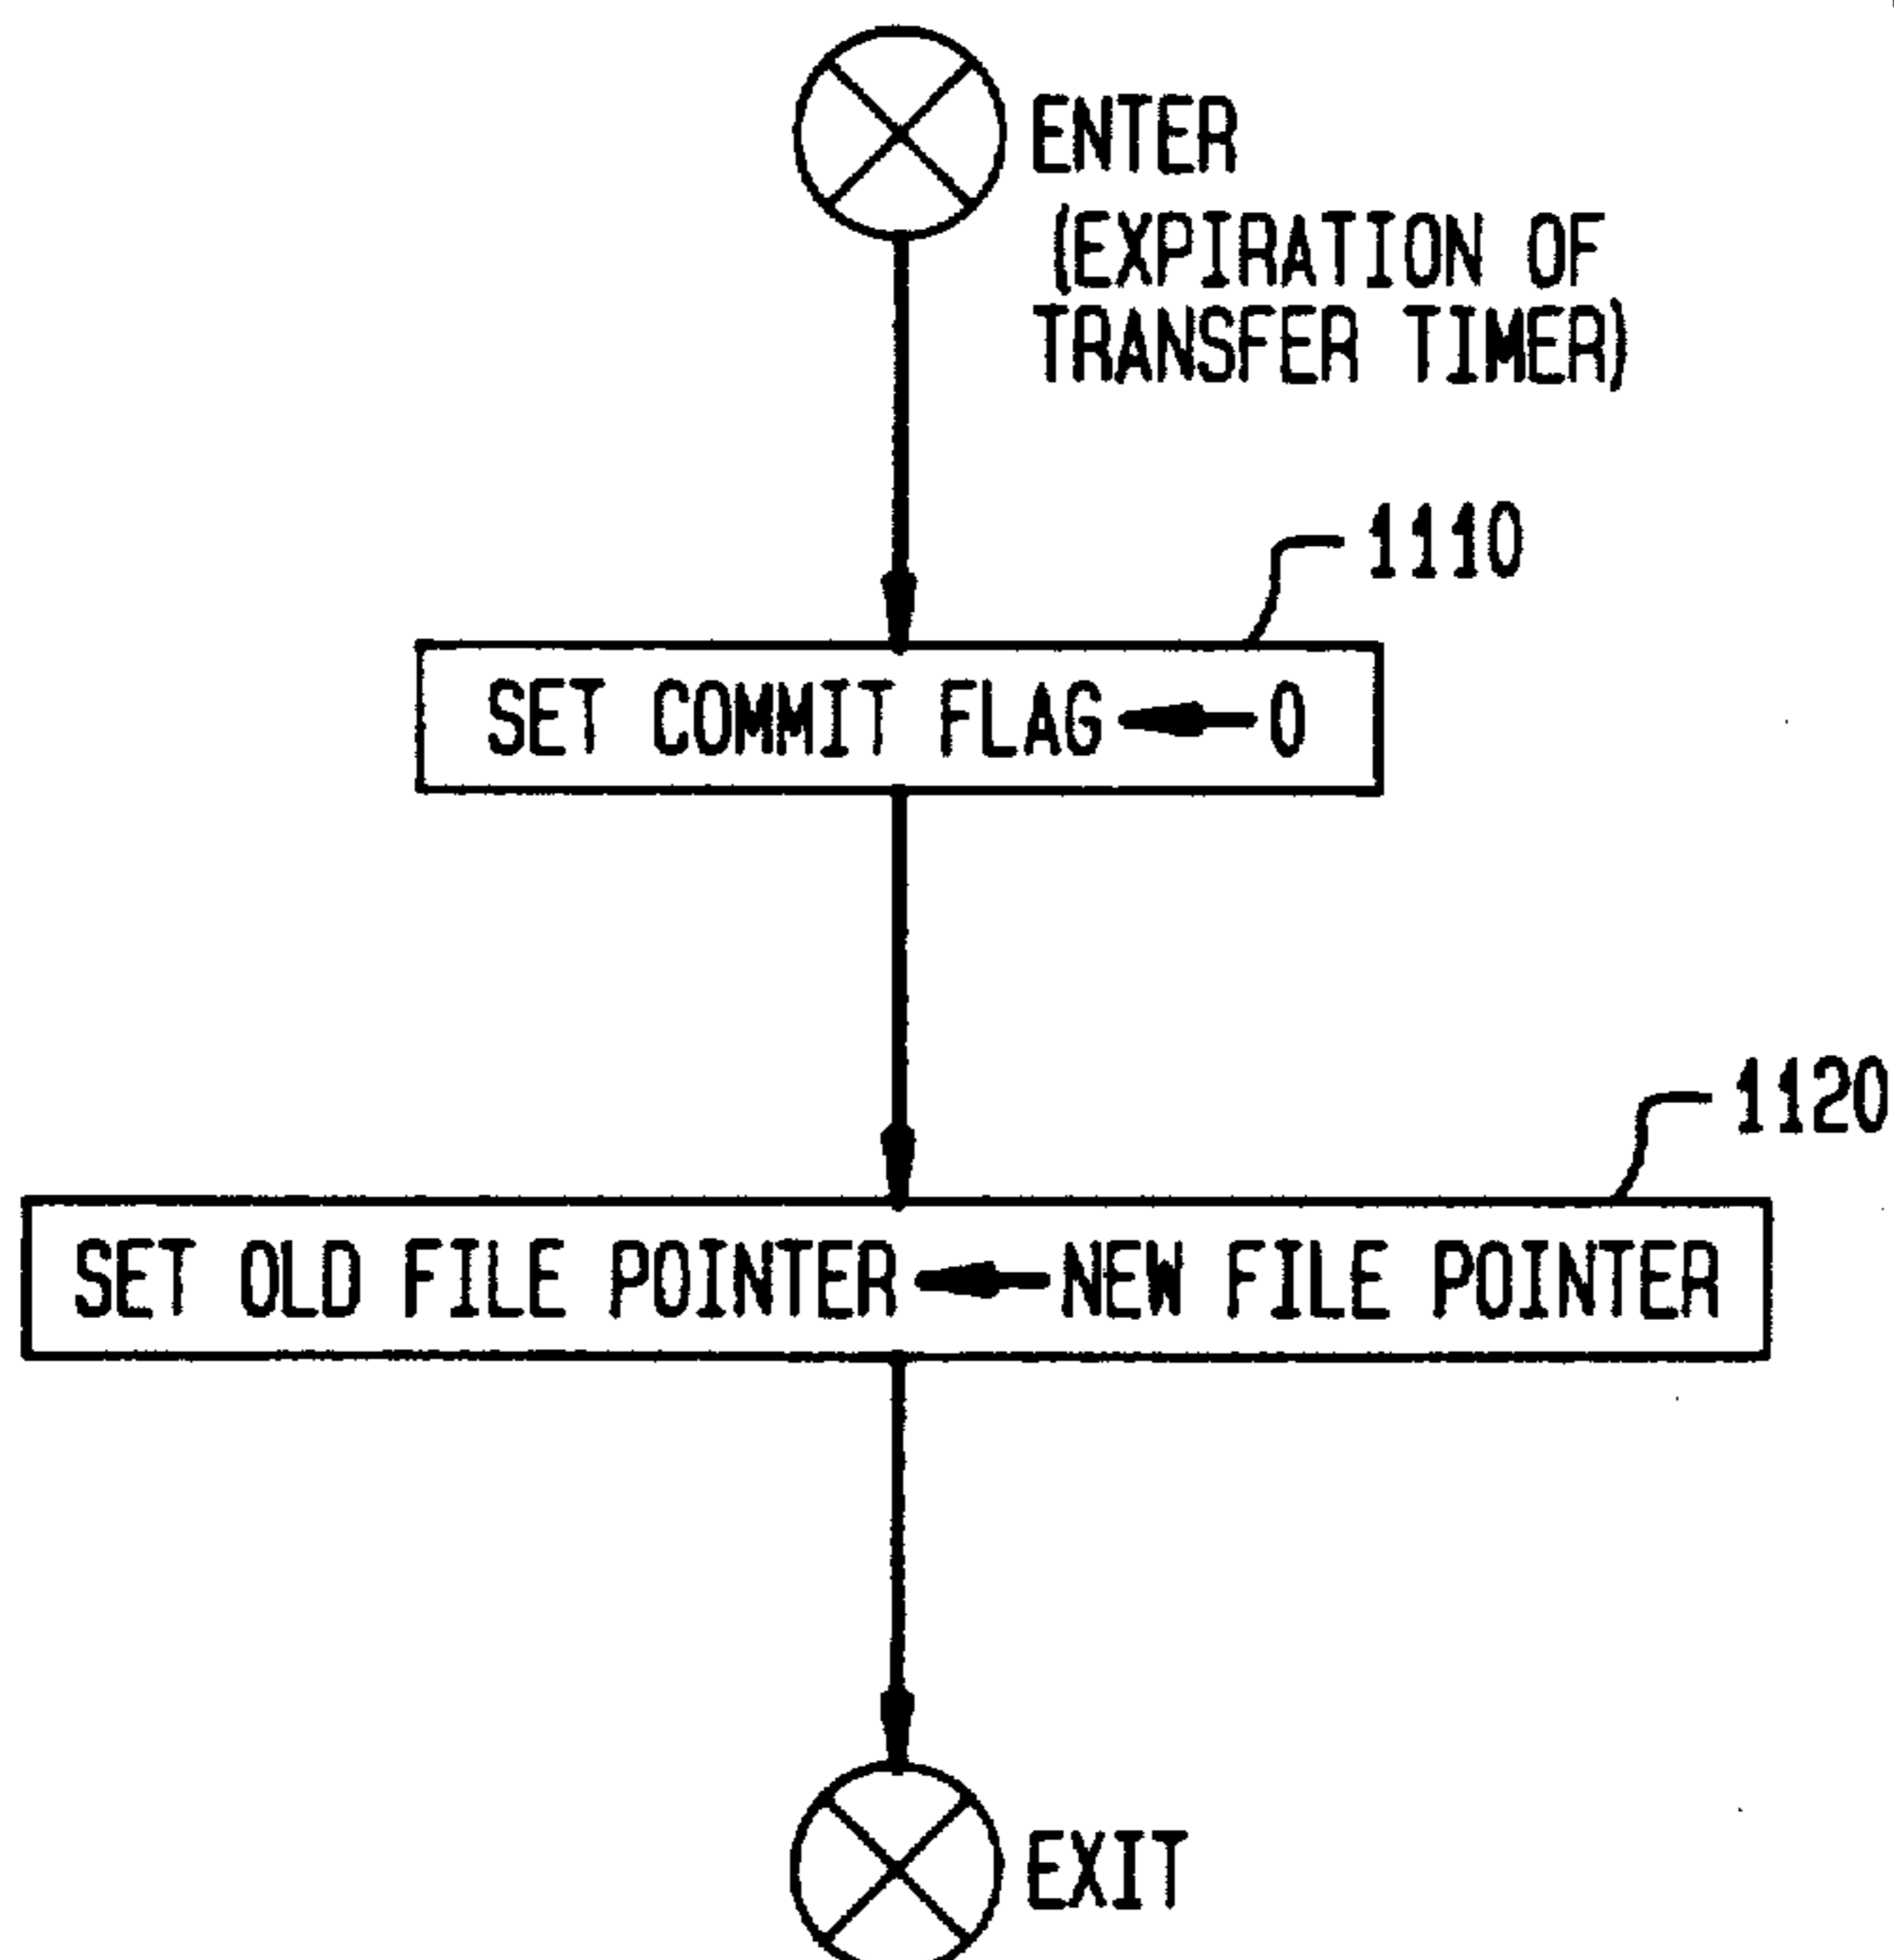 ENTER
(EXPIRATION OF
TRANSFER TIMER)
1110
SET COMMIT FLAG ← 0
1120
SET OLD FILE POINTER ← NEW FILE POINTER
EXIT